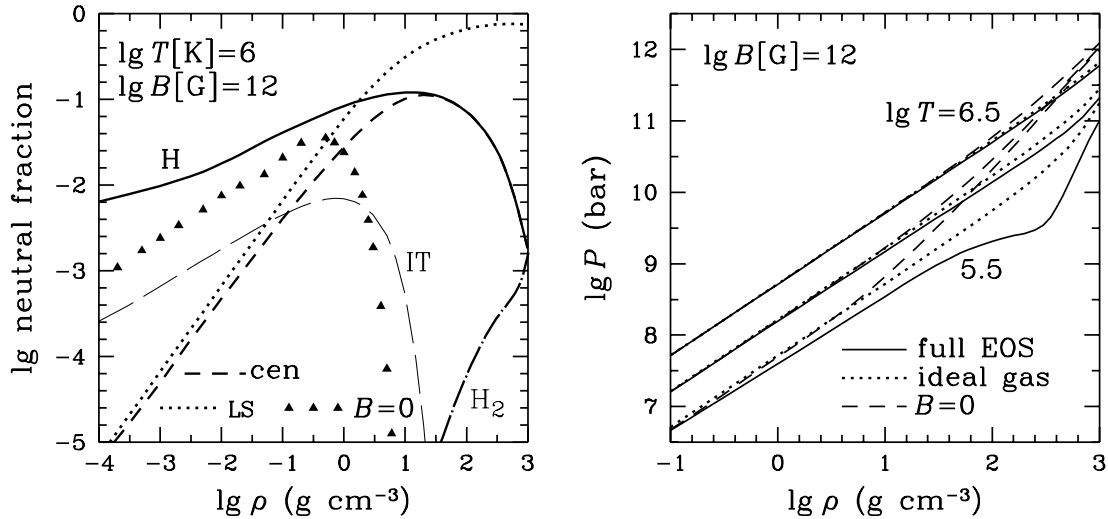 lg T[K]=6
lg B[G]=12
H
IT
H₂
cen
LS
B=0
0
-1
-2
-3
-4
-5
-4
-3
-2
-1
0
1
2
3
lg neutral fraction
lg ρ (g cm⁻³)
lg B[G]=12
lg T=6.5
5.5
full EOS
ideal gas
B=0
12
11
10
9
8
7
-1
0
1
2
3
lg P (bar)
lg ρ (g cm⁻³)